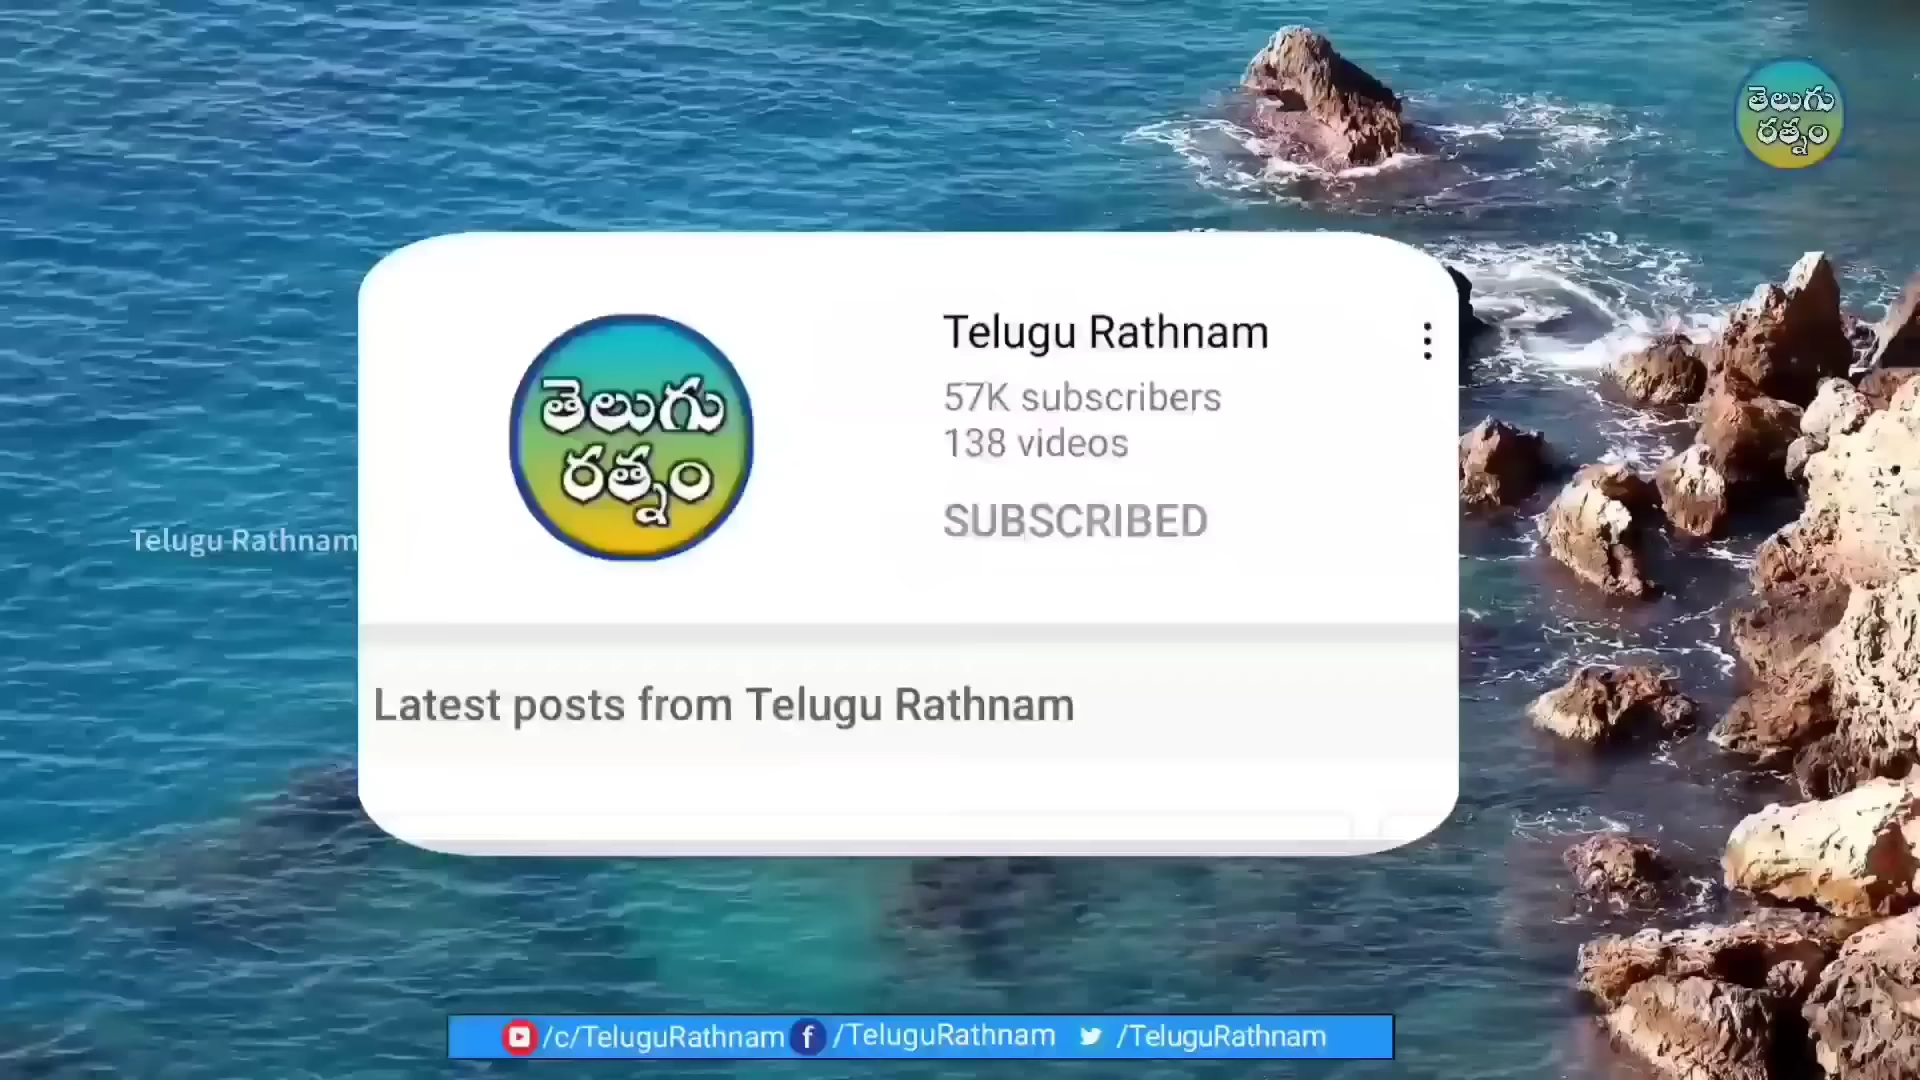 తెలుగు
రత్నం
Telugu Rathnam
57K subscribers
138 videos
SUBSCRIBED
తెలుగు
రత్నం
Telugu Rathnam
Latest posts from Telugu Rathnam
/c/TeluguRathnam /TeluguRathnam /TeluguRathnam